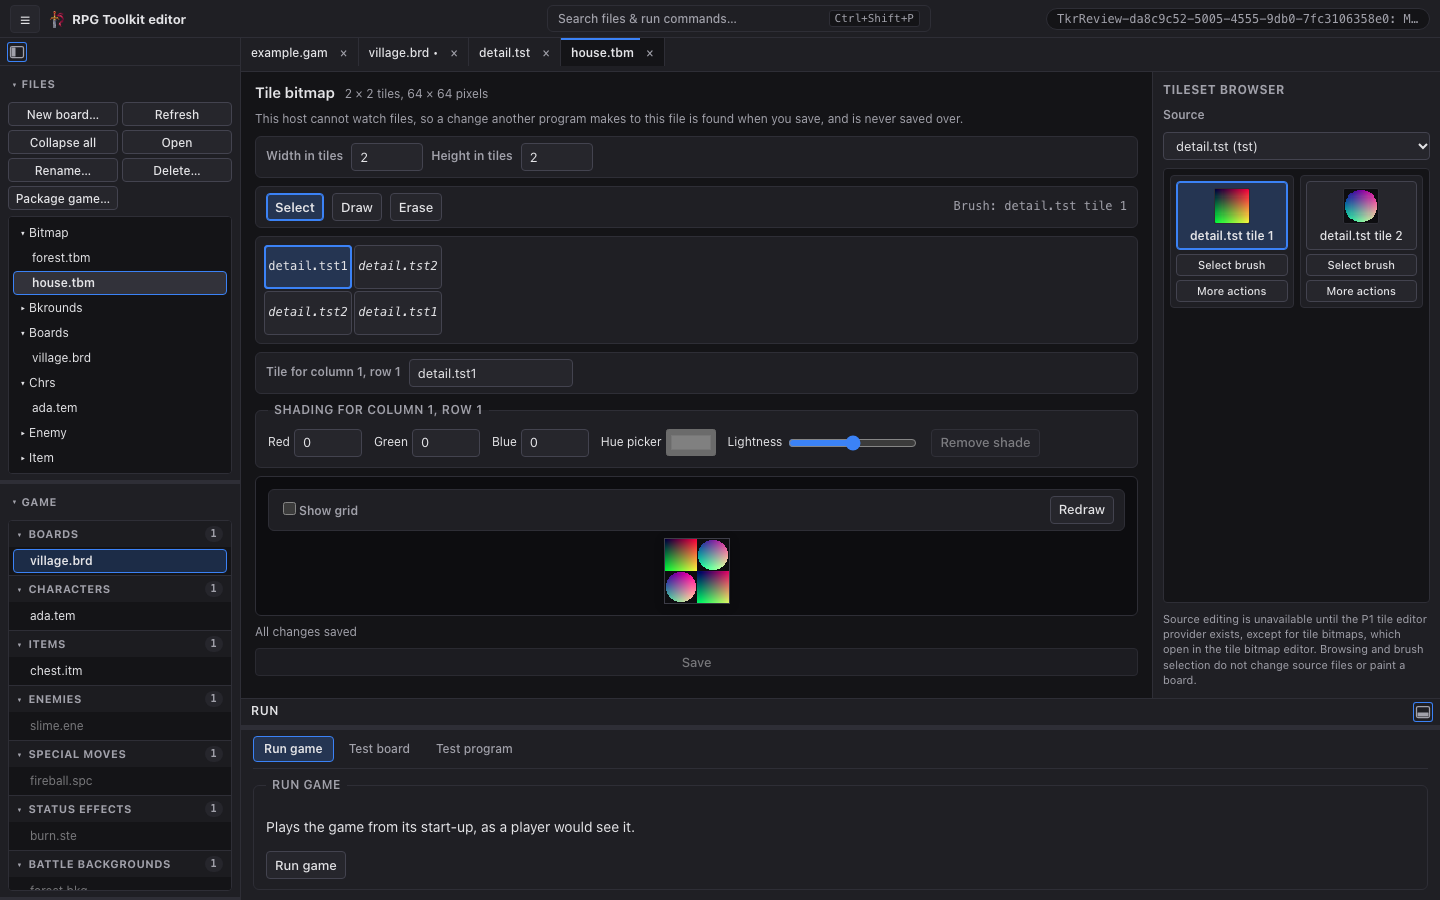 RPG Toolkit editor
Search files & run commands...
Ctrl+Shift+P
TkrReview-da8c9c52-5005-4555-9db0-7fc3106358e0: M…
FILES
New board...
Refresh
Collapse all
Open
Rename...
Delete...
Package game...
Bitmap
forest.tbm
house.tbm
Bkrounds
Boards
village.brd
Chrs
ada.tem
Enemy
Item
GAME
BOARDS 1
village.brd
CHARACTERS 1
ada.tem
ITEMS 1
chest.itm
ENEMIES 1
slime.ene
SPECIAL MOVES 1
fireball.spc
STATUS EFFECTS 1
burn.ste
BATTLE BACKGROUNDS 1
forest.bkg
example.gam ×
village.brd • ×
detail.tst ×
house.tbm ×
Tile bitmap 2 × 2 tiles, 64 × 64 pixels
This host cannot watch files, so a change another program makes to this file is found when you save, and is never saved over.
Width in tiles 2 Height in tiles 2
Select Draw Erase
Brush: detail.tst tile 1
detail.tst1 detail.tst2
detail.tst2 detail.tst1
Tile for column 1, row 1 detail.tst1
SHADING FOR COLUMN 1, ROW 1
Red 0 Green 0 Blue 0 Hue picker Lightness Remove shade
Show grid
Redraw
All changes saved
Save
TILESET BROWSER
Source
detail.tst (tst)
detail.tst tile 1
Select brush
More actions
detail.tst tile 2
Select brush
More actions
Source editing is unavailable until the P1 tile editor
provider exists, except for tile bitmaps, which
open in the tile bitmap editor. Browsing and brush
selection do not change source files or paint a
board.
RUN
Run game Test board Test program
RUN GAME
Plays the game from its start-up, as a player would see it.
Run game